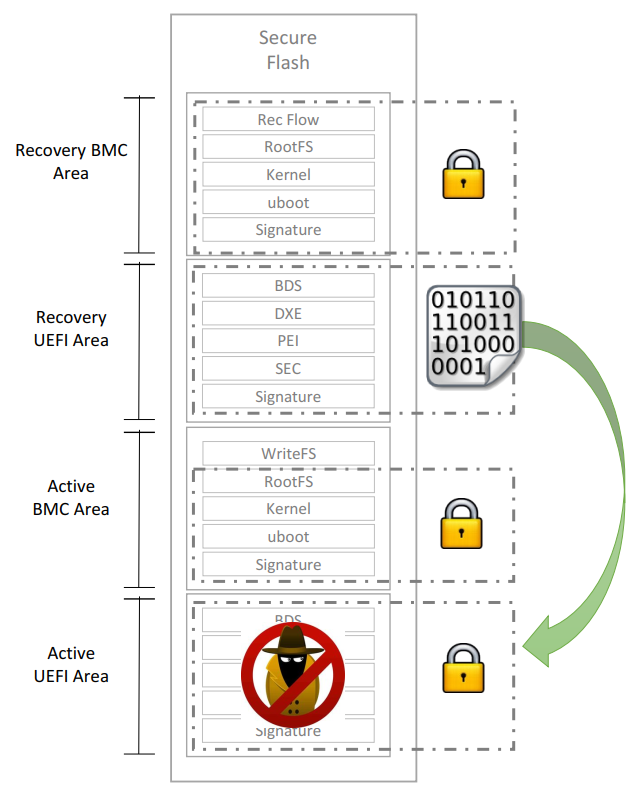 Secure
Flash
Recovery BMC
Area
Rec Flow
RootFS
Kernel
uboot
Signature
Recovery
UEFI Area
BDS
DXE
PEI
SEC
Signature
010110
110011
101000
0001
Active
BMC Area
WriteFS
RootFS
Kernel
uboot
Signature
Active
UEFI Area
BDS
Signature